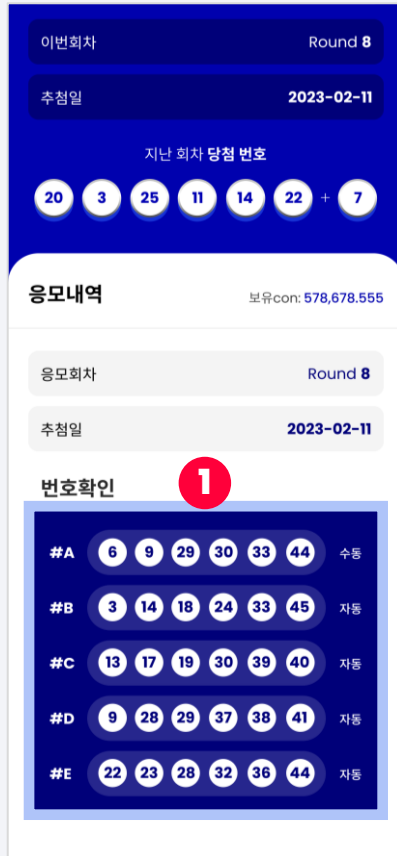 이번회차 Round 8
추첨일 2023-02-11
지난 회차 당첨 번호
20 3 25 11 14 22 + 7
응모내역 보유con: 578,678.555
응모회차 Round 8
추첨일 2023-02-11
번호확인 1
#A 6 9 29 30 33 44 수동
#B 3 14 18 24 33 45 자동
#C 13 17 19 30 39 40 자동
#D 9 28 29 37 38 41 자동
#E 22 23 28 32 36 44 자동